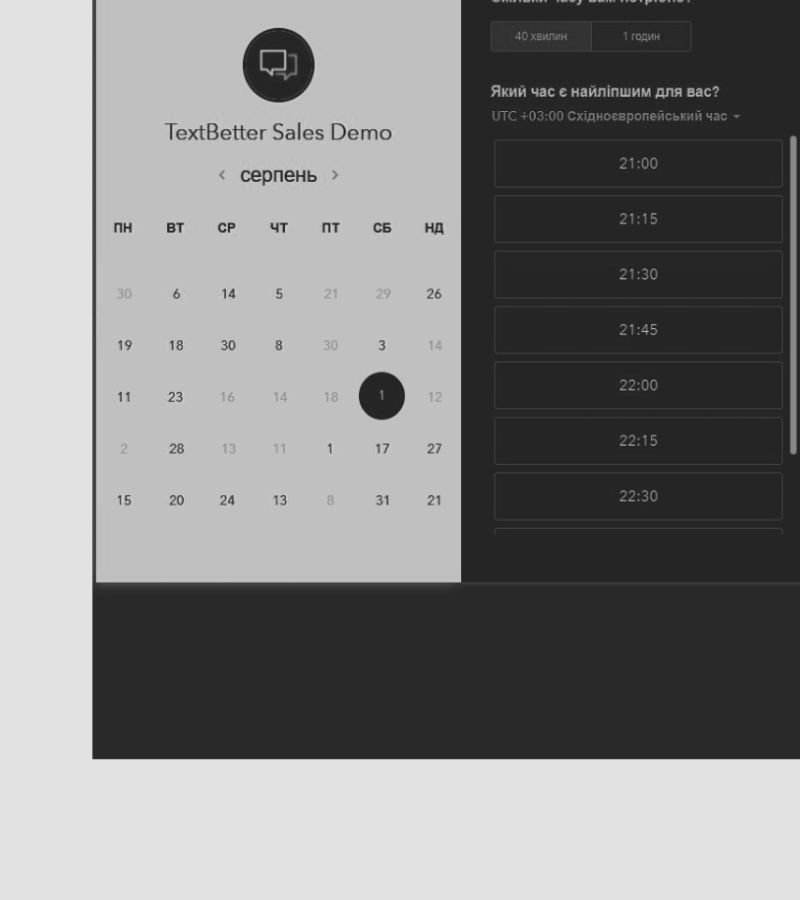 TextBetter Sales Demo
‹ серпень ›
ПН ВТ СР ЧТ ПТ СБ НД
30 6 14 5 21 29 26
19 18 30 8 30 3 14
11 23 16 14 18 1 12
2 28 13 11 1 17 27
15 20 24 13 8 31 21
40 хвилин 1 годин
Який час є найліпшим для вас?
UTC +03:00 Східноєвропейський час
21:00
21:15
21:30
21:45
22:00
22:15
22:30